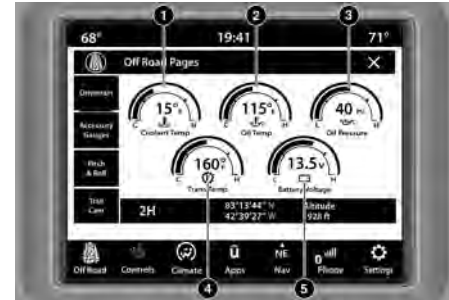 1 2 3
68° 19:41 71°
Off Road Pages
Drivetrain
Accessory Gauges
Pitch & Roll
Trail Cam
15°
C H
Coolant Temp
115°
C H
Oil Temp
40
L H
Oil Pressure
160°
C H
Trans Temp
13.5 v
L H
Battery Voltage
2H
83°13'44" W
42°39'27" W
Altitude
928 ft
Off Road Controls Climate Apps Nav Phone Settings
NE
0
4 5